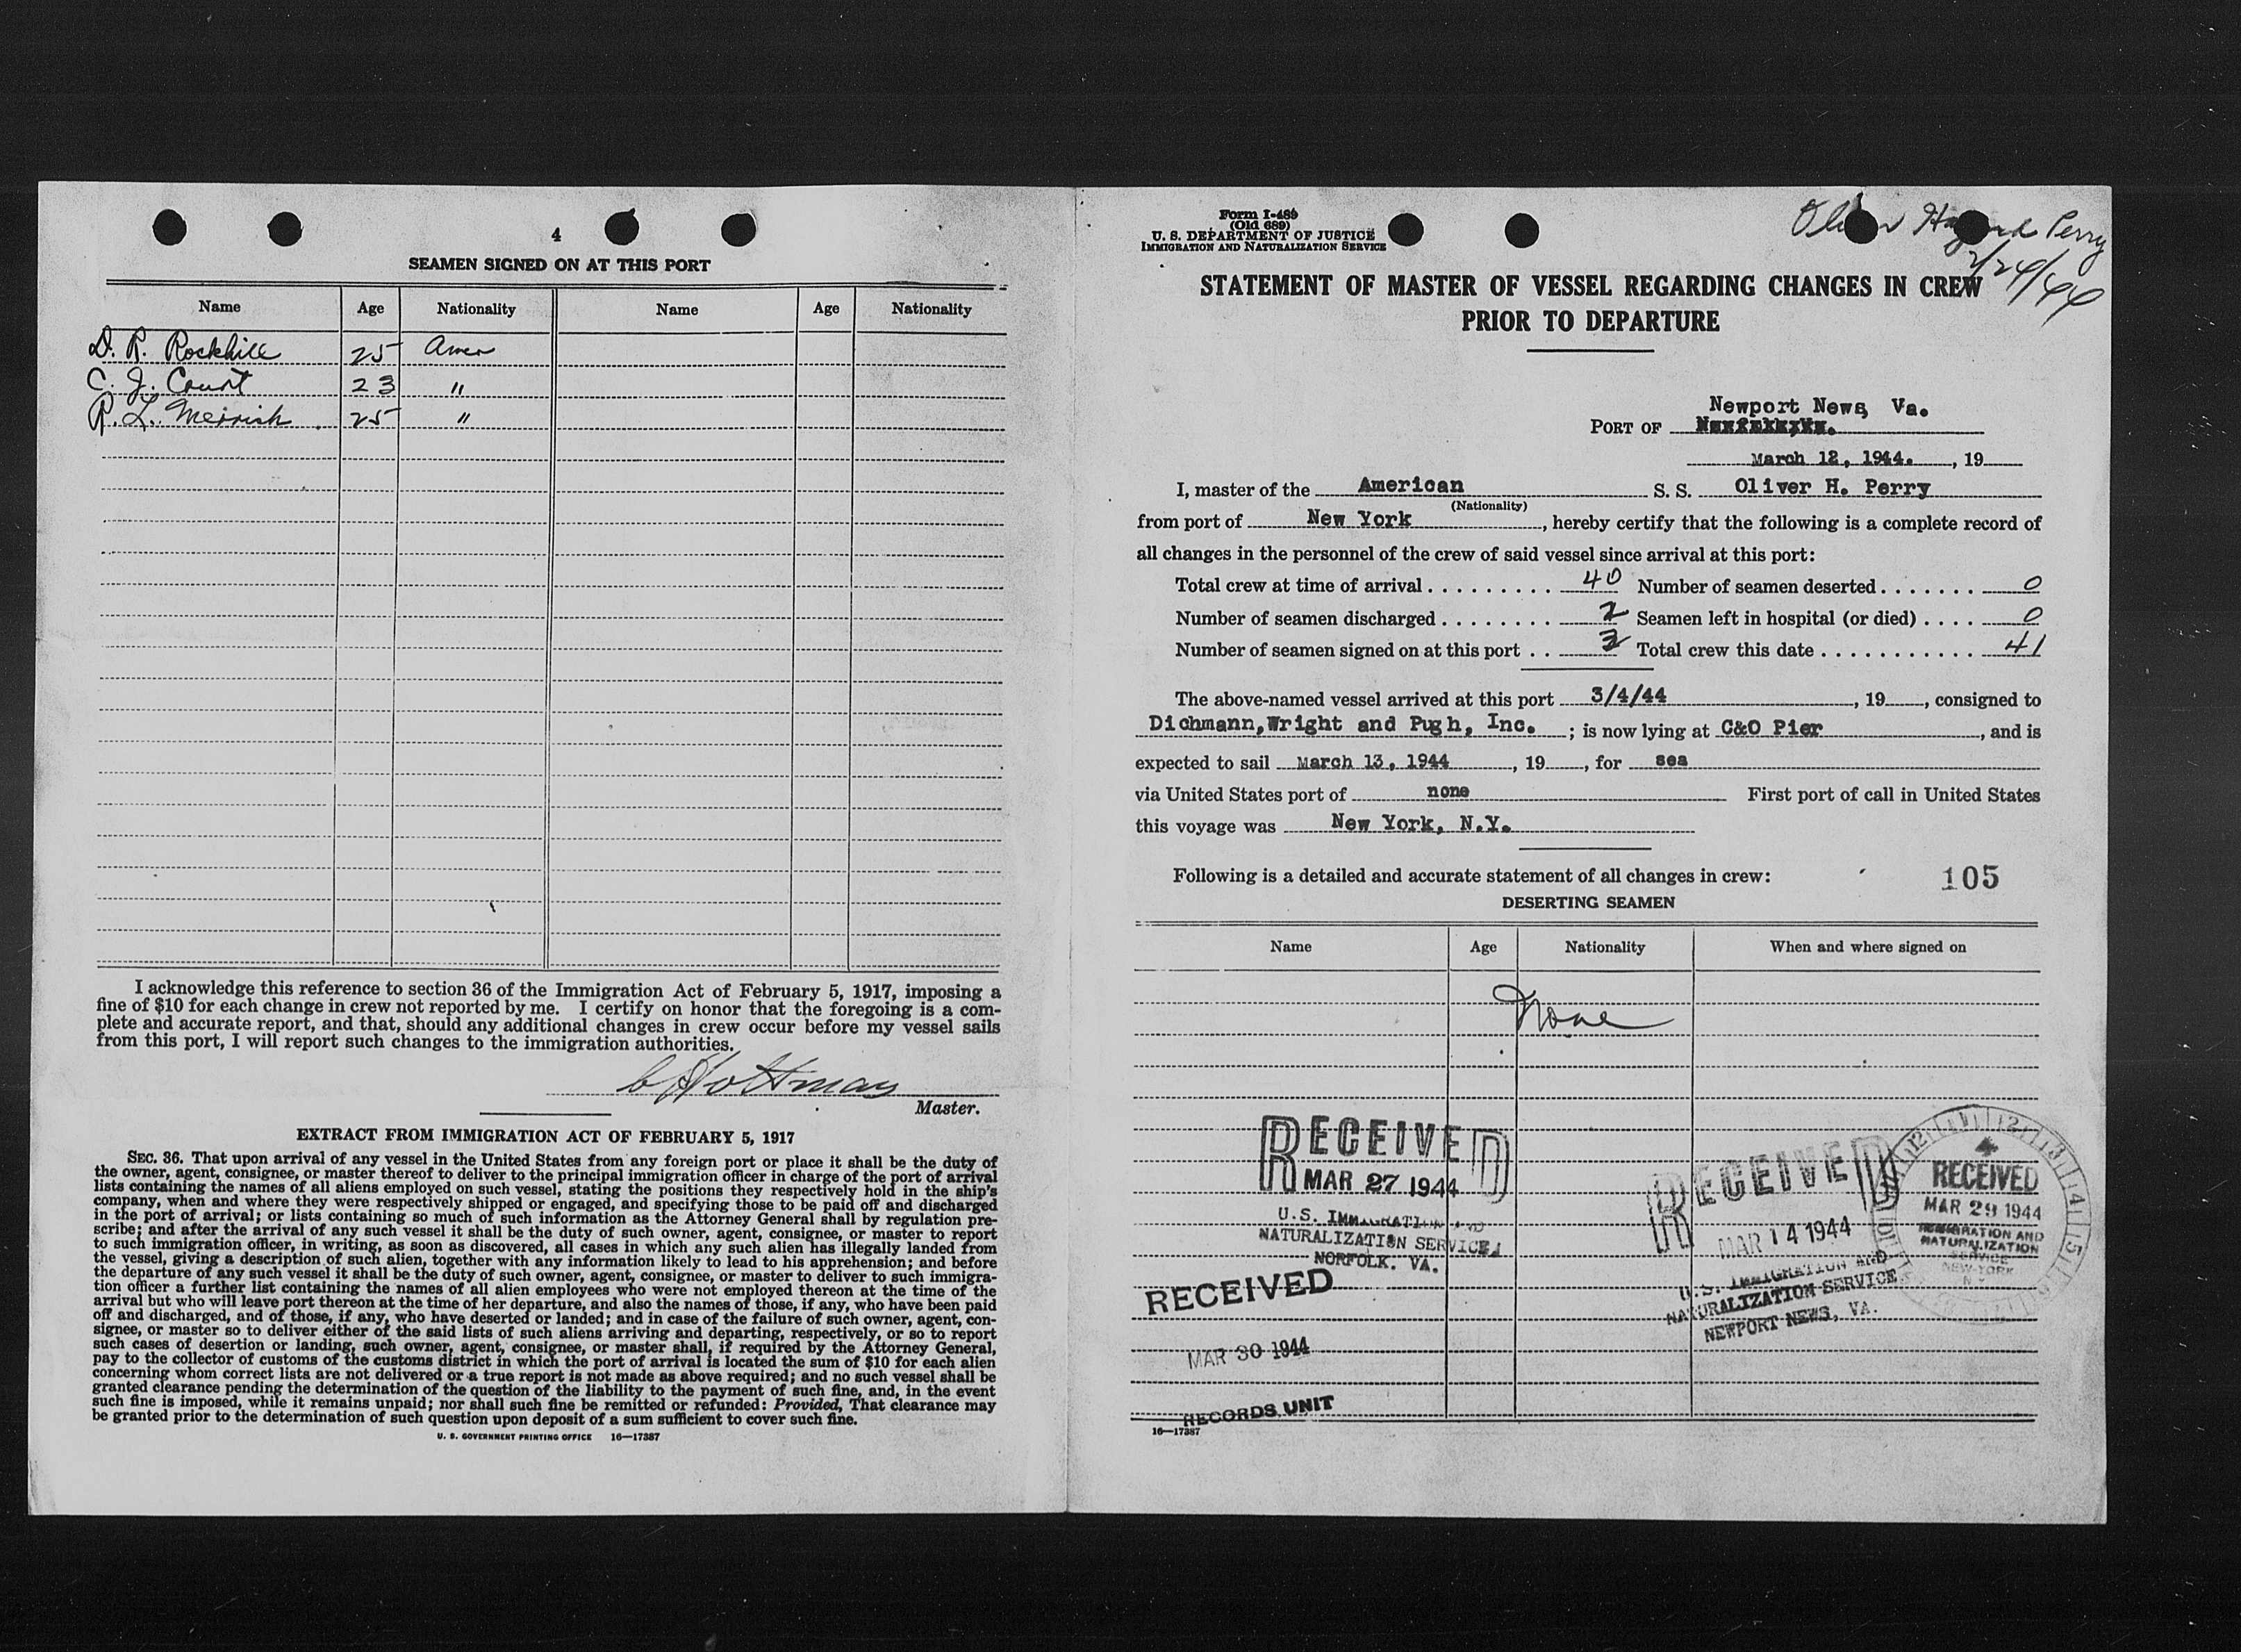 4
SEAMEN SIGNED ON AT THIS PORT
Name Age Nationality Name Age Nationality
D. R. Rockhill 25 Amer
C. J. Court 23 "
R. L. Merrish 25 "
I acknowledge this reference to section 36 of the Immigration Act of February 5, 1917, imposing a
fine of $10 for each change in crew not reported by me. I certify on honor that the foregoing is a com-
plete and accurate report, and that, should any additional changes in crew occur before my vessel sails
from this port, I will report such changes to the immigration authorities.
Master.
EXTRACT FROM IMMIGRATION ACT OF FEBRUARY 5, 1917
SEC. 36. That upon arrival of any vessel in the United States from any foreign port or place it shall be the duty of
the owner, agent, consignee, or master thereof to deliver to the principal immigration officer in charge of the port of arrival
lists containing the names of all aliens employed on such vessel, stating the positions they respectively hold in the ship's
company, when and where they were respectively shipped or engaged, and specifying those to be paid off and discharged
in the port of arrival; or lists containing so much of such information as the Attorney General shall by regulation pre-
scribe; and after the arrival of any such vessel it shall be the duty of such owner, agent, consignee, or master to report
to such immigration officer, in writing, as soon as discovered, all cases in which any such alien has illegally landed from
the vessel, giving a description of such alien, together with any information likely to lead to his apprehension; and before
the departure of any such vessel it shall be the duty of such owner, agent, consignee, or master to deliver to such immigra-
tion officer a further list containing the names of all alien employees who were not employed thereon at the time of the
arrival but who will leave port thereon at the time of her departure, and also the names of those, if any, who have been paid
off and discharged, and of those, if any, who have deserted or landed; and in case of the failure of such owner, agent, con-
signee, or master so to deliver either of the said lists of such aliens arriving and departing, respectively, or so to report
such cases of desertion or landing, such owner, agent, consignee, or master shall, if required by the Attorney General,
pay to the collector of customs of the customs district in which the port of arrival is located the sum of $10 for each alien
concerning whom correct lists are not delivered or a true report is not made as above required; and no such vessel shall be
granted clearance pending the determination of the question of the liability to the payment of such fine, and, in the event
such fine is imposed, while it remains unpaid; nor shall such fine be remitted or refunded: Provided, That clearance may
be granted prior to the determination of such question upon deposit of a sum sufficient to cover such fine.
U. S. GOVERNMENT PRINTING OFFICE 16—17387
Form I-489
(Old 689)
U. S. DEPARTMENT OF JUSTICE
IMMIGRATION AND NATURALIZATION SERVICE
Oliver Hazard Perry
2/24/44
STATEMENT OF MASTER OF VESSEL REGARDING CHANGES IN CREW
PRIOR TO DEPARTURE
Newport News, Va.
PORT OF
March 12, 1944. , 19
I, master of the American S. S. Oliver H. Perry
(Nationality)
from port of New York , hereby certify that the following is a complete record of
all changes in the personnel of the crew of said vessel since arrival at this port:
Total crew at time of arrival 40 Number of seamen deserted 0
Number of seamen discharged 2 Seamen left in hospital (or died) 0
Number of seamen signed on at this port 3 Total crew this date 41
The above-named vessel arrived at this port 3/4/44 , 19 , consigned to
Dichmann,Wright and Pugh, Inc. ; is now lying at C&O Pier , and is
expected to sail March 13, 1944 , 19 , for sea
via United States port of none First port of call in United States
this voyage was New York, N.Y.
Following is a detailed and accurate statement of all changes in crew: 105
DESERTING SEAMEN
Name Age Nationality When and where signed on
None
RECEIVED
MAR 27 1944
U.S. IMMIGRATION AND
NATURALIZATION SERVICE
NORFOLK. VA.
RECEIVED
MAR 14 1944
U.S. IMMIGRATION AND
NATURALIZATION SERVICE
NEWPORT NEWS, VA.
RECEIVED
MAR 29 1944
IMMIGRATION AND
NATURALIZATION
SERVICE
NEW YORK
N.Y.
RECEIVED
MAR 30 1944
RECORDS UNIT
16—17387